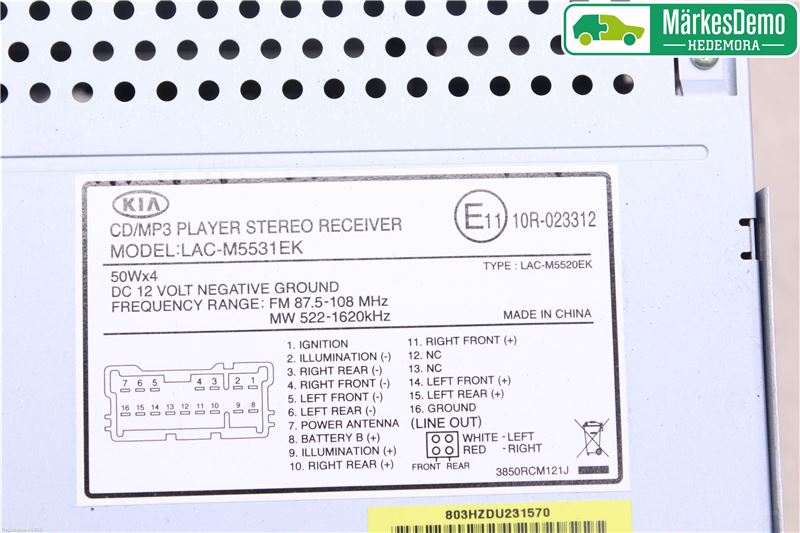 MärkesDemo
HEDEMORA
KIA
CD/MP3 PLAYER STEREO RECEIVER
MODEL:LAC-M5531EK
E11 10R-023312
50Wx4
DC 12 VOLT NEGATIVE GROUND
FREQUENCY RANGE: FM 87.5-108 MHz
MW 522-1620kHz
TYPE : LAC-M5520EK
MADE IN CHINA
7 6 5 4 3 2 1
16 15 14 13 12 11 10 9 8
1. IGNITION
2. ILLUMINATION (-)
3. RIGHT REAR (-)
4. RIGHT FRONT (-)
5. LEFT FRONT (-)
6. LEFT REAR (-)
7. POWER ANTENNA
8. BATTERY B (+)
9. ILLUMINATION (+)
10. RIGHT REAR (+)
11. RIGHT FRONT (+)
12. NC
13. NC
14. LEFT FRONT (+)
15. LEFT REAR (+)
16. GROUND
(LINE OUT)
WHITE - LEFT
RED - RIGHT
FRONT REAR
3850RCM121J
803HZDU231570